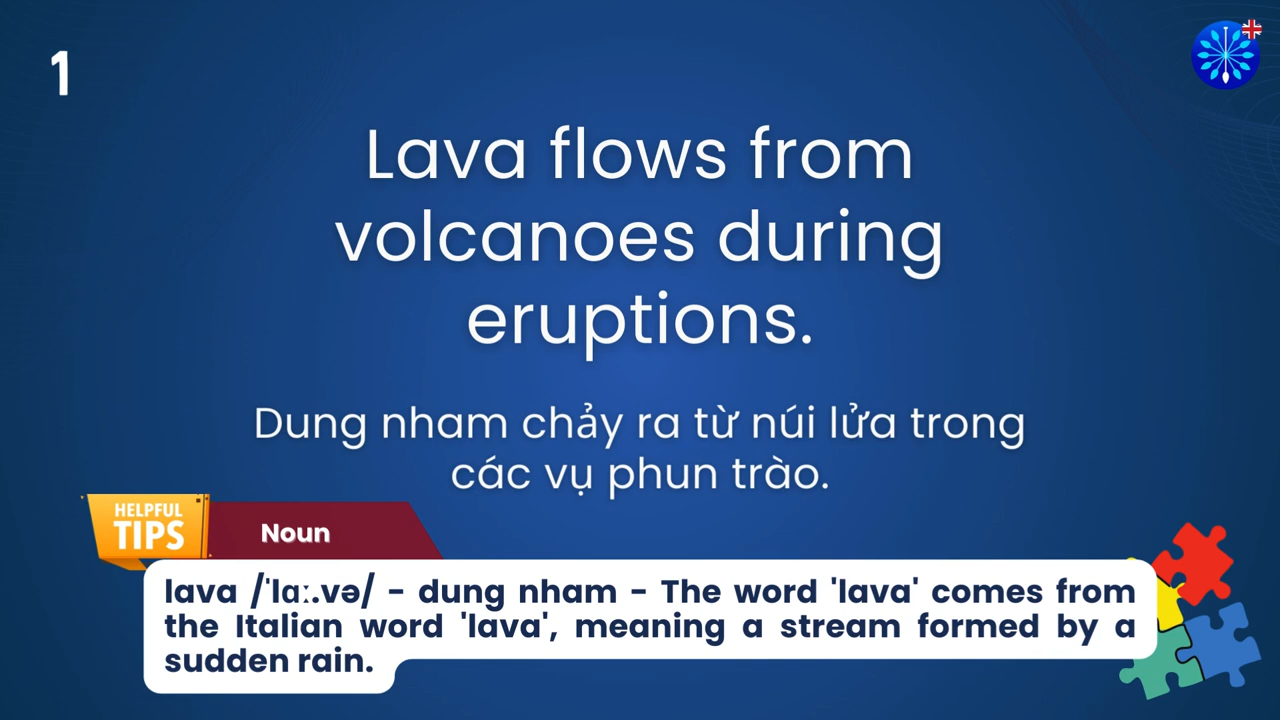 1
Lava flows from
volcanoes during
eruptions.
Dung nham chảy ra từ núi lửa trong
các vụ phun trào.
HELPFUL
TIPS
Noun
lava /ˈlɑː.və/ - dung nham - The word 'lava' comes from
the Italian word 'lava', meaning a stream formed by a
sudden rain.